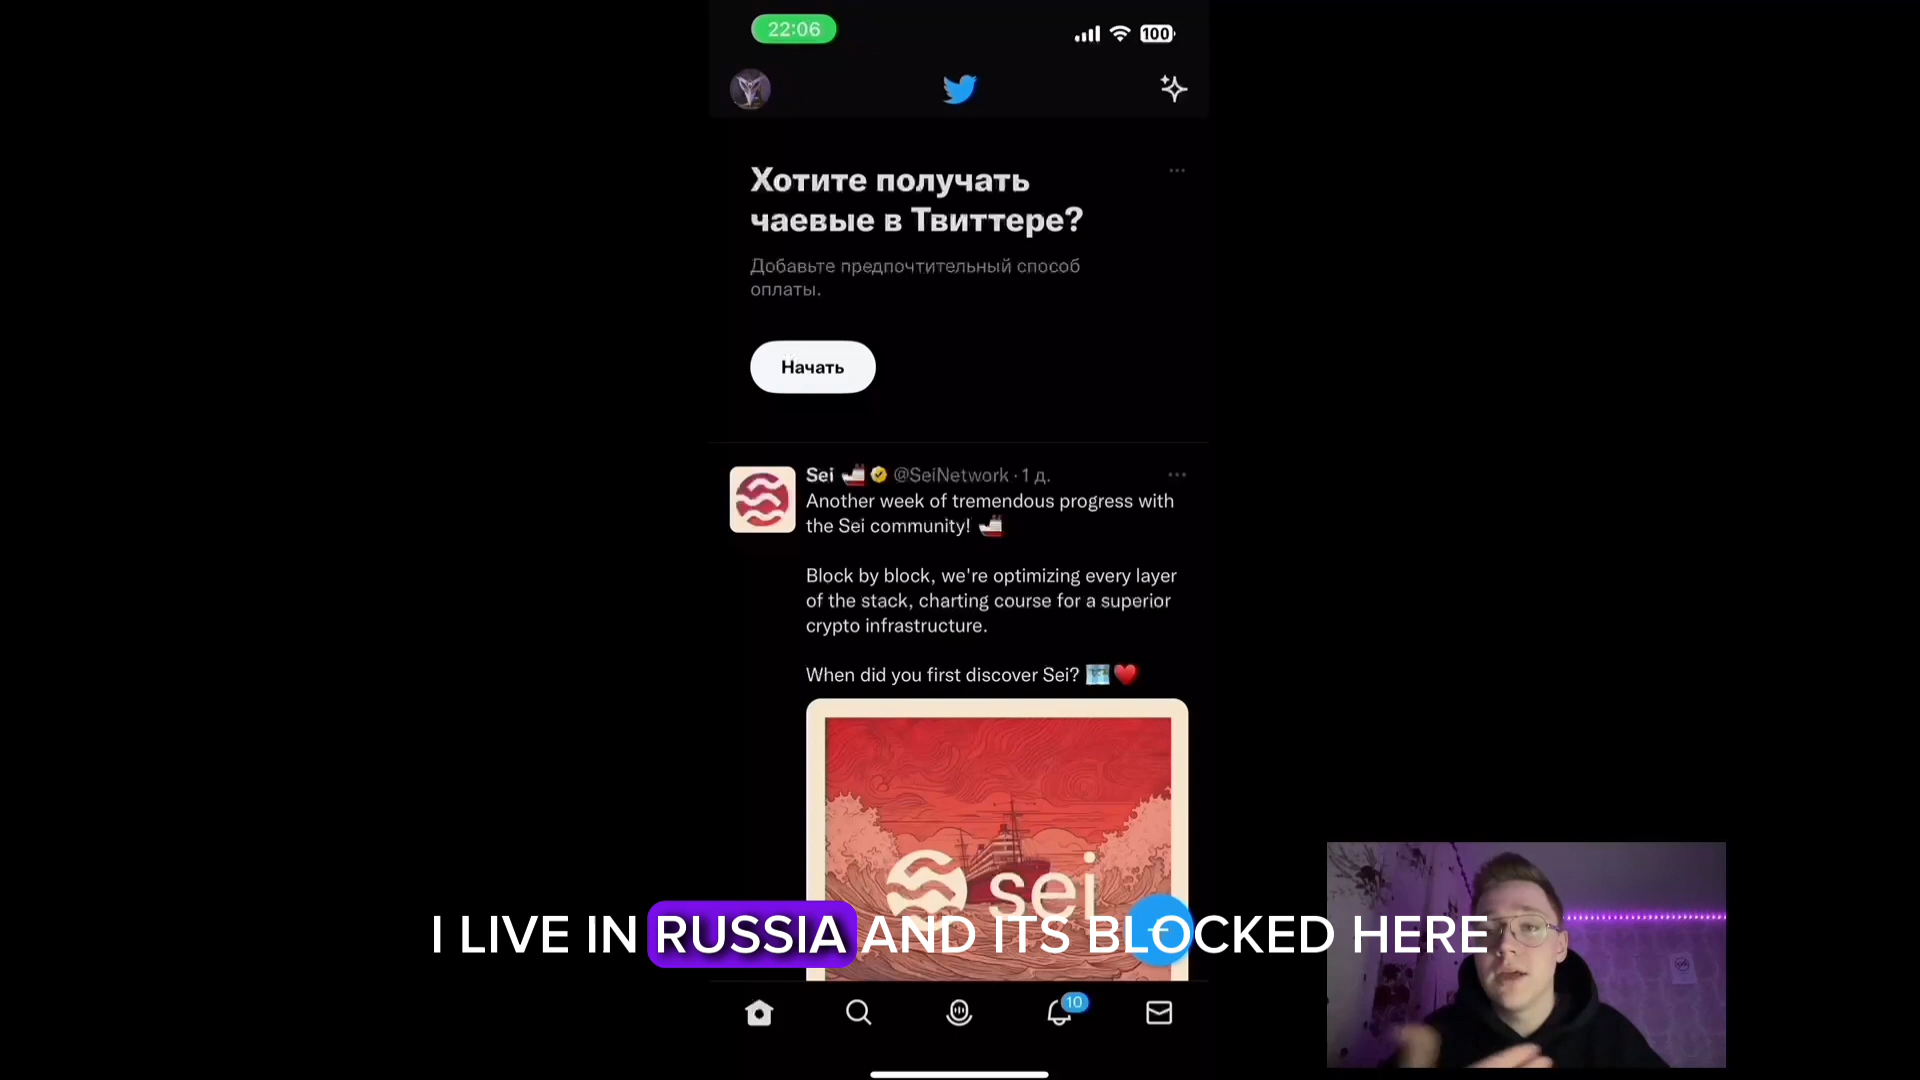 22:06
100
Хотите получать
чаевые в Твиттере?
Добавьте предпочтительный способ
оплаты.
Начать
Sei @SeiNetwork · 1 д.
Another week of tremendous progress with
the Sei community!
Block by block, we're optimizing every layer
of the stack, charting course for a superior
crypto infrastructure.
When did you first discover Sei?
sei
I LIVE IN RUSSIA AND ITS BLOCKED HERE
10